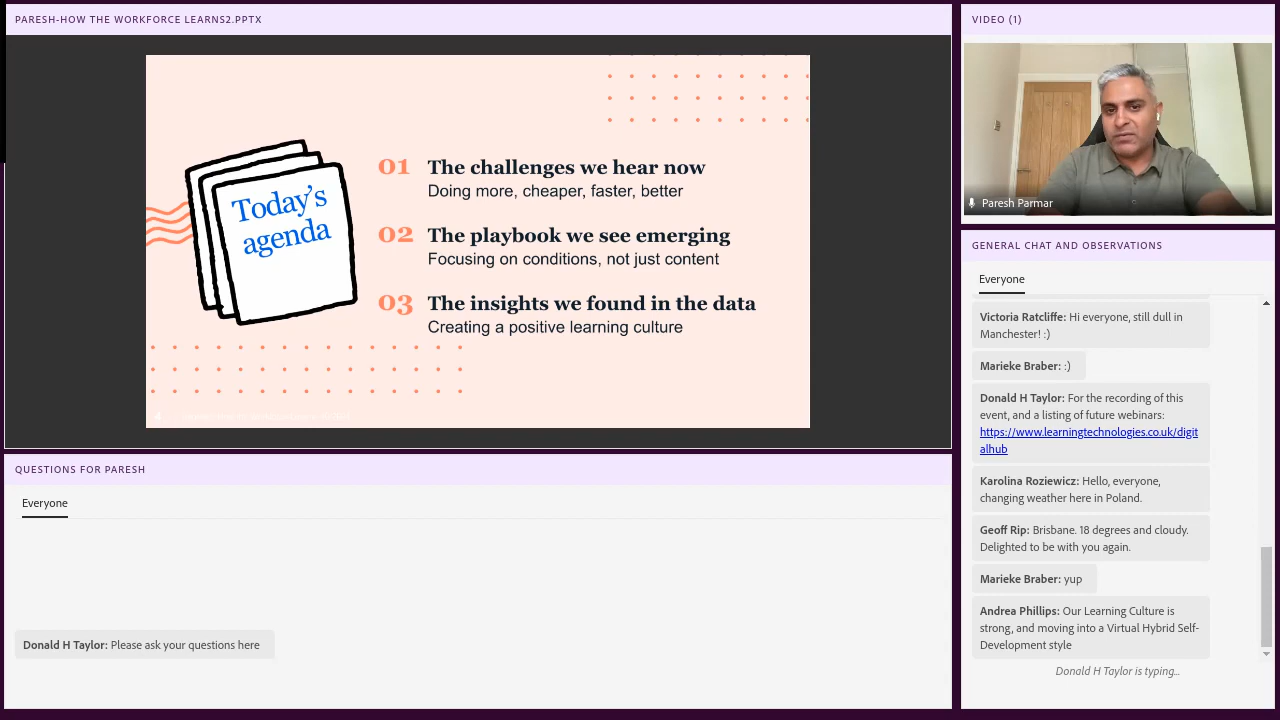 PARESH-HOW THE WORKFORCE LEARNS2.PPTX
Today's
agenda
01 The challenges we hear now
Doing more, cheaper, faster, better
02 The playbook we see emerging
Focusing on conditions, not just content
03 The insights we found in the data
Creating a positive learning culture
QUESTIONS FOR PARESH
Everyone
Donald H Taylor: Please ask your questions here
VIDEO (1)
Paresh Parmar
GENERAL CHAT AND OBSERVATIONS
Everyone
Victoria Ratcliffe: Hi everyone, still dull in
Manchester! :)
Marieke Braber: :)
Donald H Taylor: For the recording of this
event, and a listing of future webinars:
https://www.learningtechnologies.co.uk/digit
alhub
Karolina Roziewicz: Hello, everyone,
changing weather here in Poland.
Geoff Rip: Brisbane. 18 degrees and cloudy.
Delighted to be with you again.
Marieke Braber: yup
Andrea Phillips: Our Learning Culture is
strong, and moving into a Virtual Hybrid Self-
Development style
Donald H Taylor is typing...